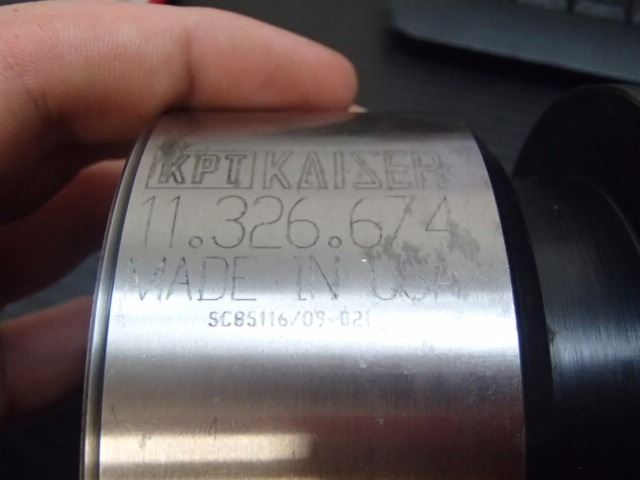 KPT KAISER
11.326.674
MADE IN USA
SC85116/09-021